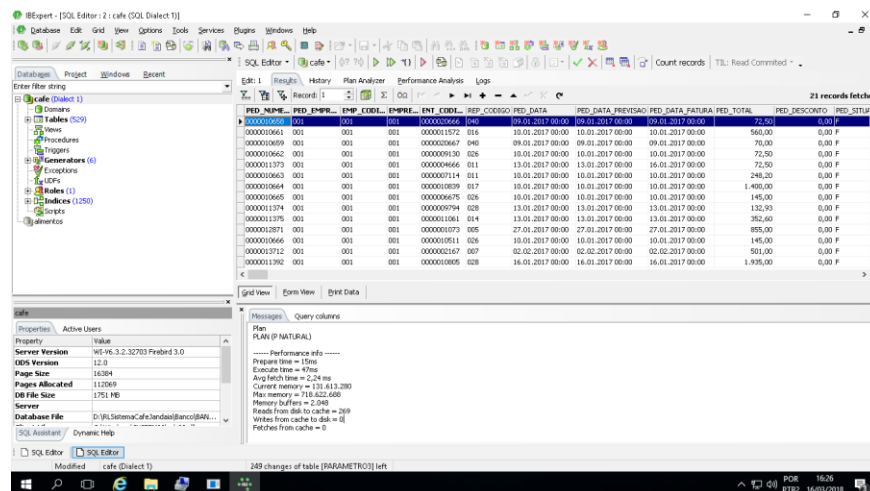 IBExpert - [SQL Editor : 2 : cafe (SQL Dialect 1)]
Database Edit Grid View Options Tools Services Plugins Windows Help
SQL Editor cafe Count records TIL: Read Commited
Databases Project Windows Recent
Enter filter string
cafe (Dialect 1)
Domains
Tables (529)
Views
Procedures
Triggers
Generators (6)
Exceptions
UDFs
Roles (1)
Indices (1250)
Scripts
alimentos
Edit: 1 Results History Plan Analyzer Performance Analysis Logs
Record: 1 21 records fetche
PED_NUME... PED_EMPR... EMP_CODI... EMPRE... ENT_CODI... REP_CODIGO PED_DATA PED_DATA_PREVISAO PED_DATA_FATURA PED_TOTAL PED_DESCONTO PED_SITUA
0000010658 001 001 001 0000020666 040 09.01.2017 00:00 09.01.2017 00:00 09.01.2017 00:00 72,50 0,00 F
0000010661 001 001 001 0000011572 016 10.01.2017 00:00 10.01.2017 00:00 10.01.2017 00:00 560,00 0,00 F
0000010659 001 001 001 0000020667 040 09.01.2017 00:00 09.01.2017 00:00 09.01.2017 00:00 70,00 0,00 F
0000010662 001 001 001 0000009130 026 10.01.2017 00:00 10.01.2017 00:00 10.01.2017 00:00 72,50 0,00 F
0000011373 001 001 001 0000004666 011 13.01.2017 00:00 13.01.2017 00:00 16.01.2017 00:00 72,50 0,00 F
0000010663 001 001 001 0000007114 011 10.01.2017 00:00 10.01.2017 00:00 10.01.2017 00:00 248,20 0,00 F
0000010664 001 001 001 0000010839 017 10.01.2017 00:00 10.01.2017 00:00 10.01.2017 00:00 1.400,00 0,00 F
0000010665 001 001 001 0000006675 026 10.01.2017 00:00 10.01.2017 00:00 10.01.2017 00:00 145,00 0,00 F
0000011374 001 001 001 0000009794 028 13.01.2017 00:00 13.01.2017 00:00 13.01.2017 00:00 132,93 0,00 F
0000011375 001 001 001 0000011061 014 13.01.2017 00:00 13.01.2017 00:00 13.01.2017 00:00 352,60 0,00 F
0000012871 001 001 001 0000001073 005 27.01.2017 00:00 27.01.2017 00:00 27.01.2017 00:00 855,00 0,00 F
0000010666 001 001 001 0000010511 026 10.01.2017 00:00 10.01.2017 00:00 10.01.2017 00:00 145,00 0,00 F
0000013712 001 001 001 0000002167 007 02.02.2017 00:00 02.02.2017 00:00 02.02.2017 00:00 501,00 0,00 F
0000011392 001 001 001 0000010805 028 16.01.2017 00:00 16.01.2017 00:00 16.01.2017 00:00 1.935,00 0,00 F
Grid View Form View Print Data
cafe
Properties Active Users
Property Value
Server Version WI-V6.3.2.32703 Firebird 3.0
ODS Version 12.0
Page Size 16384
Pages Allocated 112069
DB File Size 1751 MB
Server
Database File D:\RLSistemaCafeJandaia\Banco\BAN...
SQL Assistant Dynamic Help
Messages Query columns
Plan
PLAN (P NATURAL)
------ Performance info ------
Prepare time = 15ms
Execute time = 47ms
Avg fetch time = 2,24 ms
Current memory = 131.613.280
Max memory = 718.622.688
Memory buffers = 2.048
Reads from disk to cache = 269
Writes from cache to disk = 0
Fetches from cache = 0
SQL Editor SQL Editor
Modified cafe (Dialect 1) 249 changes of table [PARAMETRO3] left
POR 16:26
PTB2 16/03/2018